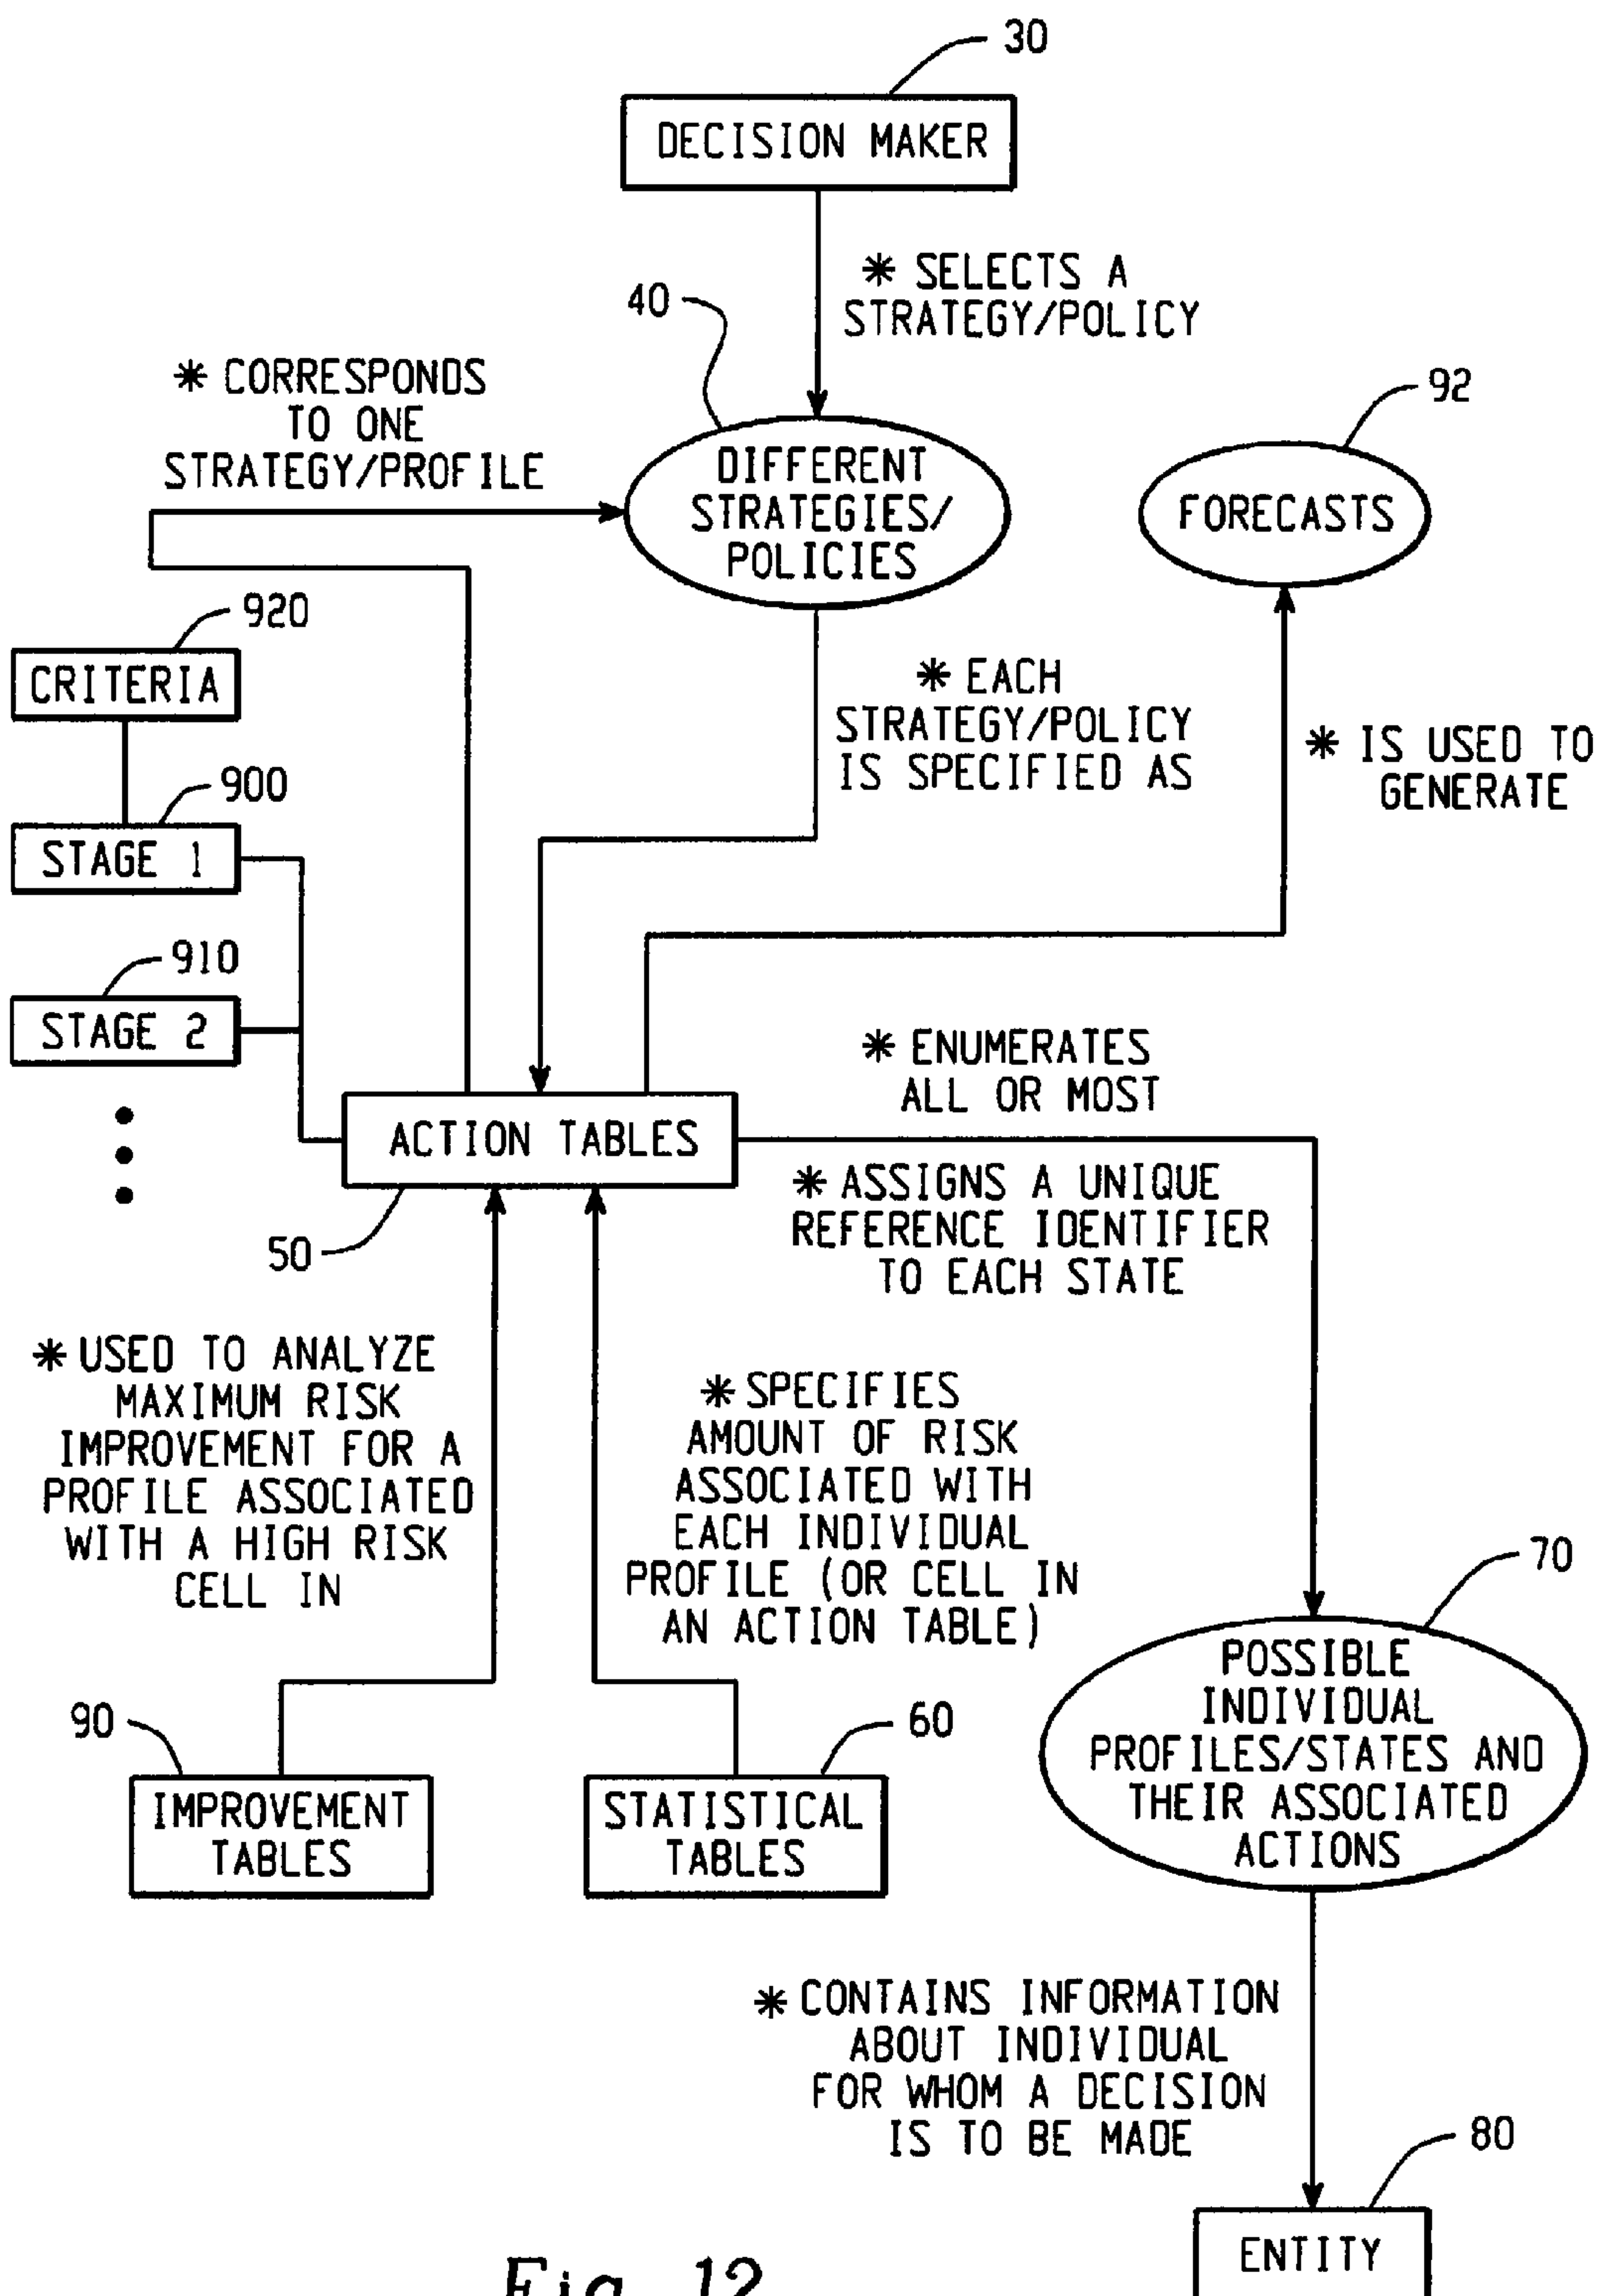 30
DECISION MAKER
* SELECTS A
STRATEGY/POLICY
40
* CORRESPONDS
TO ONE
STRATEGY/PROFILE
92
DIFFERENT
STRATEGIES/
POLICIES
FORECASTS
920
CRITERIA
* EACH
STRATEGY/POLICY
IS SPECIFIED AS
* IS USED TO
GENERATE
900
STAGE 1
910
STAGE 2
* ENUMERATES
ALL OR MOST
ACTION TABLES
* ASSIGNS A UNIQUE
REFERENCE IDENTIFIER
TO EACH STATE
50
* USED TO ANALYZE
MAXIMUM RISK
IMPROVEMENT FOR A
PROFILE ASSOCIATED
WITH A HIGH RISK
CELL IN
* SPECIFIES
AMOUNT OF RISK
ASSOCIATED WITH
EACH INDIVIDUAL
PROFILE (OR CELL IN
AN ACTION TABLE)
70
POSSIBLE
INDIVIDUAL
PROFILES/STATES AND
THEIR ASSOCIATED
ACTIONS
90
IMPROVEMENT
TABLES
60
STATISTICAL
TABLES
* CONTAINS INFORMATION
ABOUT INDIVIDUAL
FOR WHOM A DECISION
IS TO BE MADE
80
ENTITY
Fig. 12